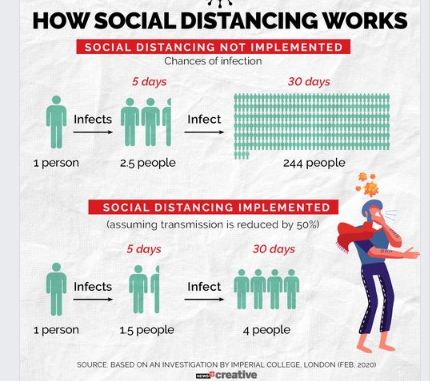 HOW SOCIAL DISTANCING WORKS
SOCIAL DISTANCING NOT IMPLEMENTED
Chances of infection
5 days
30 days
Infects
Infect
1 person
2.5 people
244 people
SOCIAL DISTANCING IMPLEMENTED
(assuming transmission is reduced by 50%)
5 days
30 days
Infects
Infect
1 person
1.5 people
4 people
SOURCE: BASED ON AN INVESTIGATION BY IMPERIAL COLLEGE, LONDON (FEB. 2020)
creative